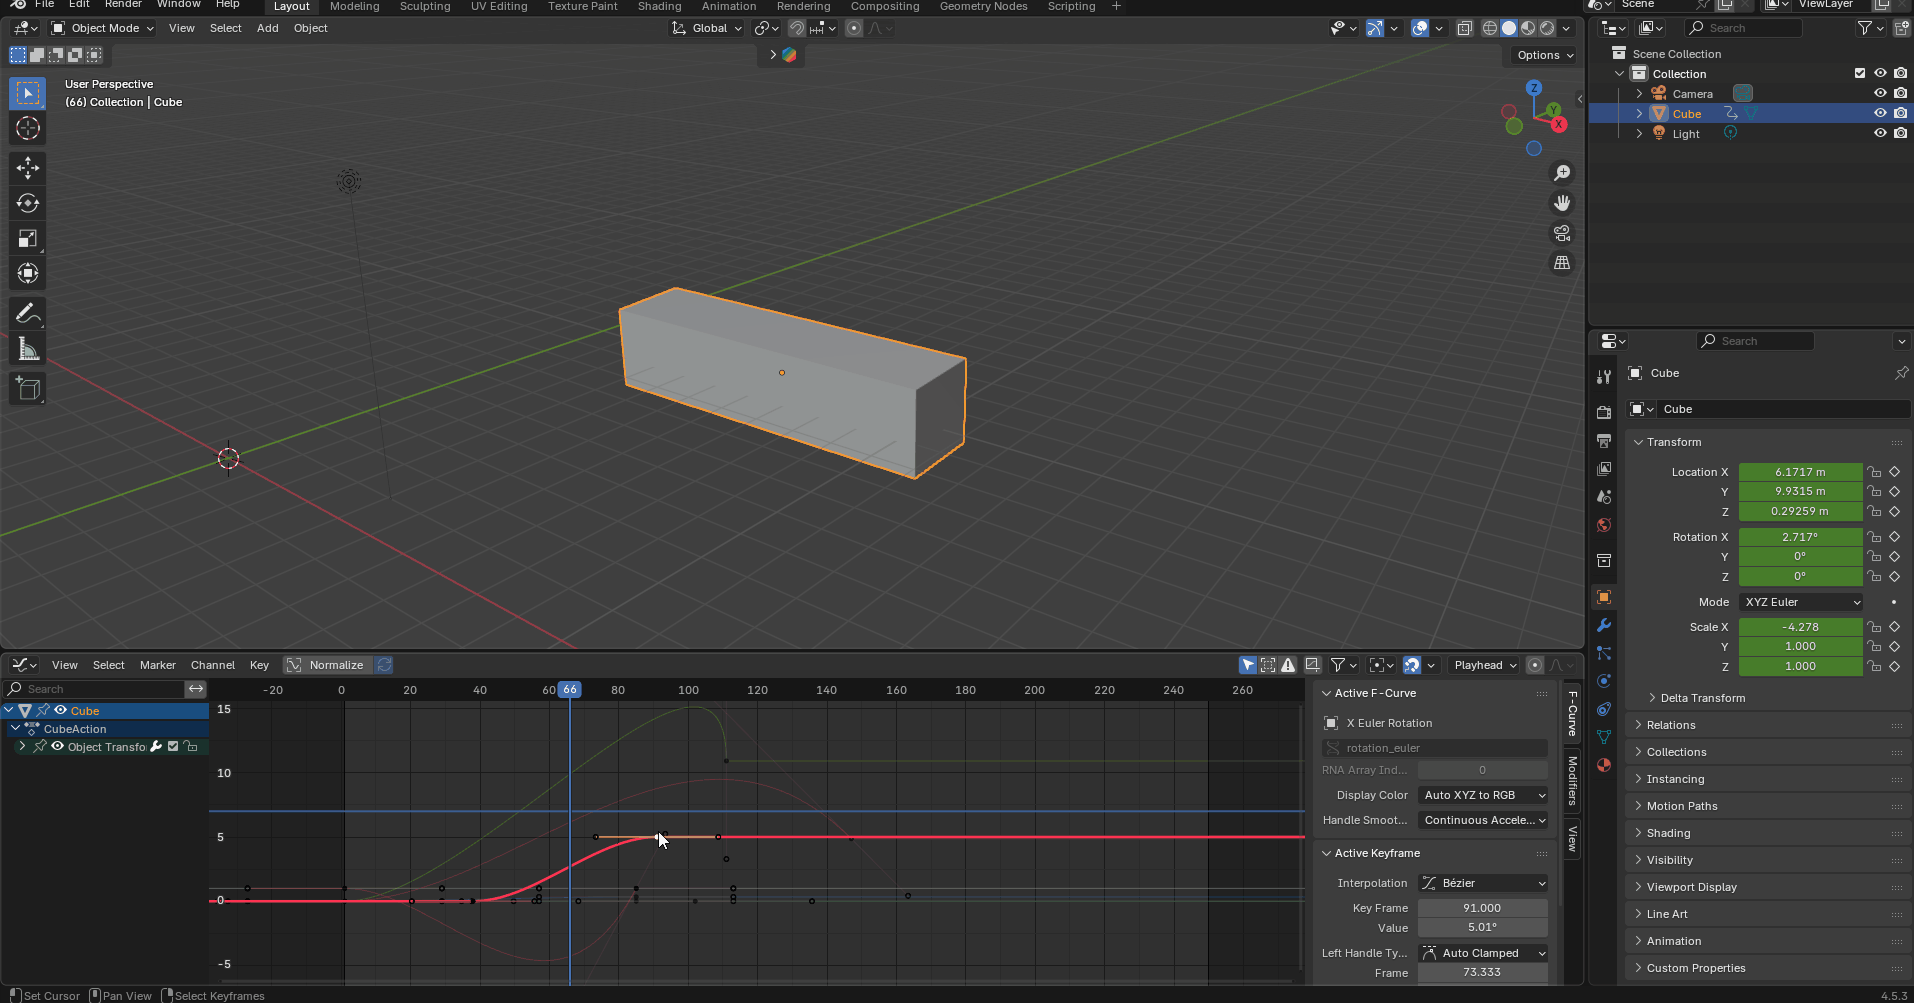 File Edit Render Window Help Layout Modeling Sculpting UV Editing Texture Paint Shading Animation Rendering Compositing Geometry Nodes Scripting + Scene ViewLayer
Object Mode View Select Add Object Global Search
Options
User Perspective
(66) Collection | Cube
Z
Y
X
Scene Collection
Collection
Camera
Cube
Light
Search
Cube
Cube
Transform
Location X 6.1717 m
Y 9.9315 m
Z 0.29259 m
Rotation X 2.717°
Y 0°
Z 0°
Mode XYZ Euler
Scale X -4.278
Y 1.000
Z 1.000
Delta Transform
Relations
Collections
Instancing
Motion Paths
Shading
Visibility
Viewport Display
Line Art
Animation
Custom Properties
View Select Marker Channel Key Normalize Playhead
Search
-20 0 20 40 60 66 80 100 120 140 160 180 200 220 240 260
Cube
CubeAction
Object Transfo
15
10
5
0
-5
Active F-Curve
X Euler Rotation
rotation_euler
RNA Array Ind... 0
Display Color Auto XYZ to RGB
Handle Smoot... Continuous Accele...
Active Keyframe
Interpolation Bézier
Key Frame 91.000
Value 5.01°
Left Handle Ty... Auto Clamped
Frame 73.333
F-Curve
Modifiers
View
Set Cursor Pan View Select Keyframes 4.5.3